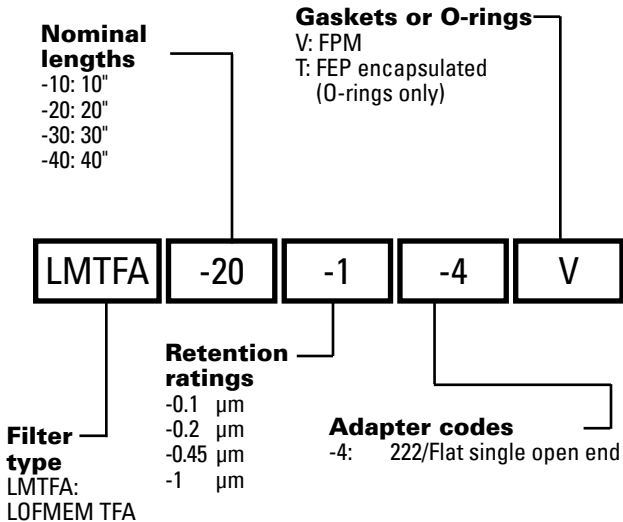 Nominal
lengths
-10: 10"
-20: 20"
-30: 30"
-40: 40"
Gaskets or O-rings
V: FPM
T: FEP encapsulated
(O-rings only)
LMTFA -20 -1 -4 V
Filter
type
LMTFA:
LOFMEM TFA
Retention
ratings
-0.1 µm
-0.2 µm
-0.45 µm
-1 µm
Adapter codes
-4: 222/Flat single open end